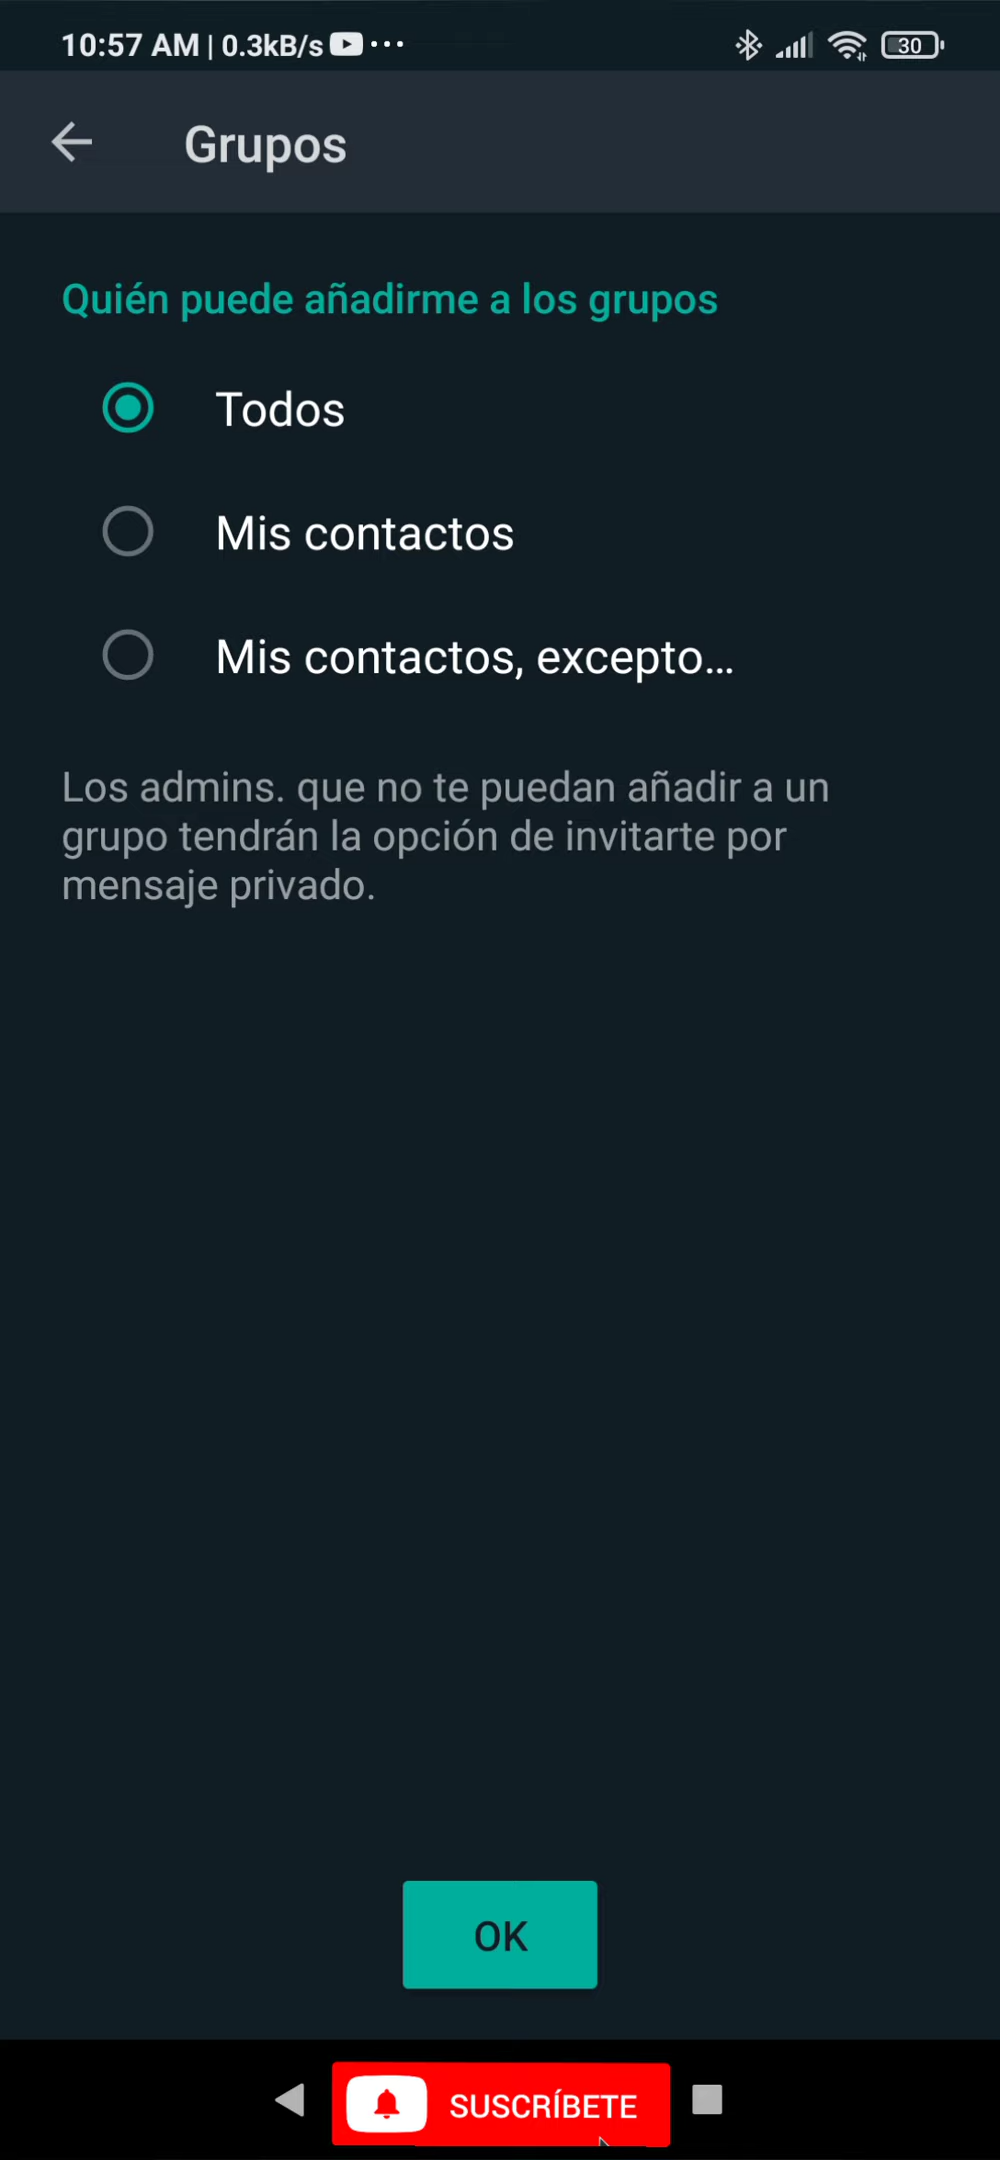 10:57 AM | 0.3kB/s ... 30
Grupos
Quién puede añadirme a los grupos
Todos
Mis contactos
Mis contactos, excepto...
Los admins. que no te puedan añadir a un
grupo tendrán la opción de invitarte por
mensaje privado.
OK
SUSCRÍBETE